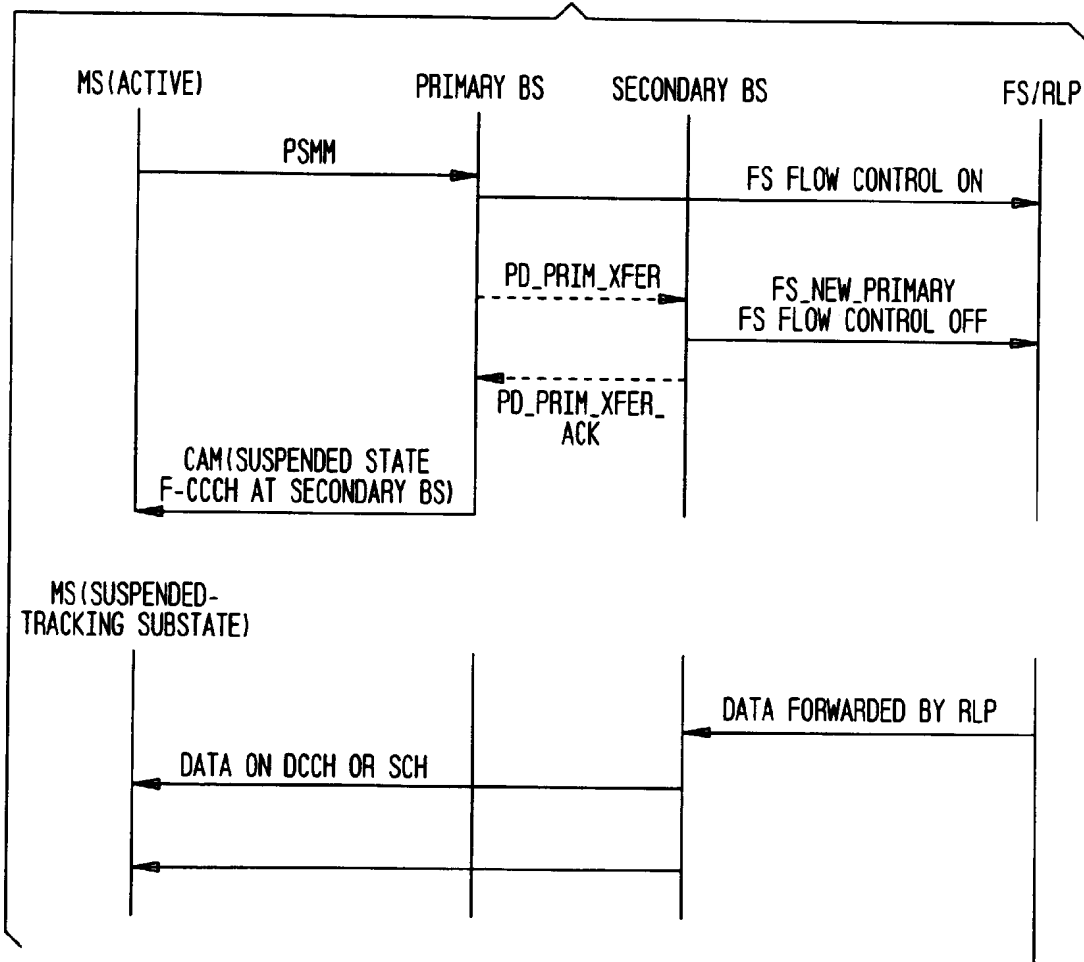 MS(ACTIVE)
PRIMARY BS
SECONDARY BS
FS/RLP
PSMM
FS FLOW CONTROL ON
PD_PRIM_XFER
FS_NEW_PRIMARY
FS FLOW CONTROL OFF
PD_PRIM_XFER_
ACK
CAM(SUSPENDED STATE
F-CCCH AT SECONDARY BS)
MS(SUSPENDED-
TRACKING SUBSTATE)
DATA FORWARDED BY RLP
DATA ON DCCH OR SCH